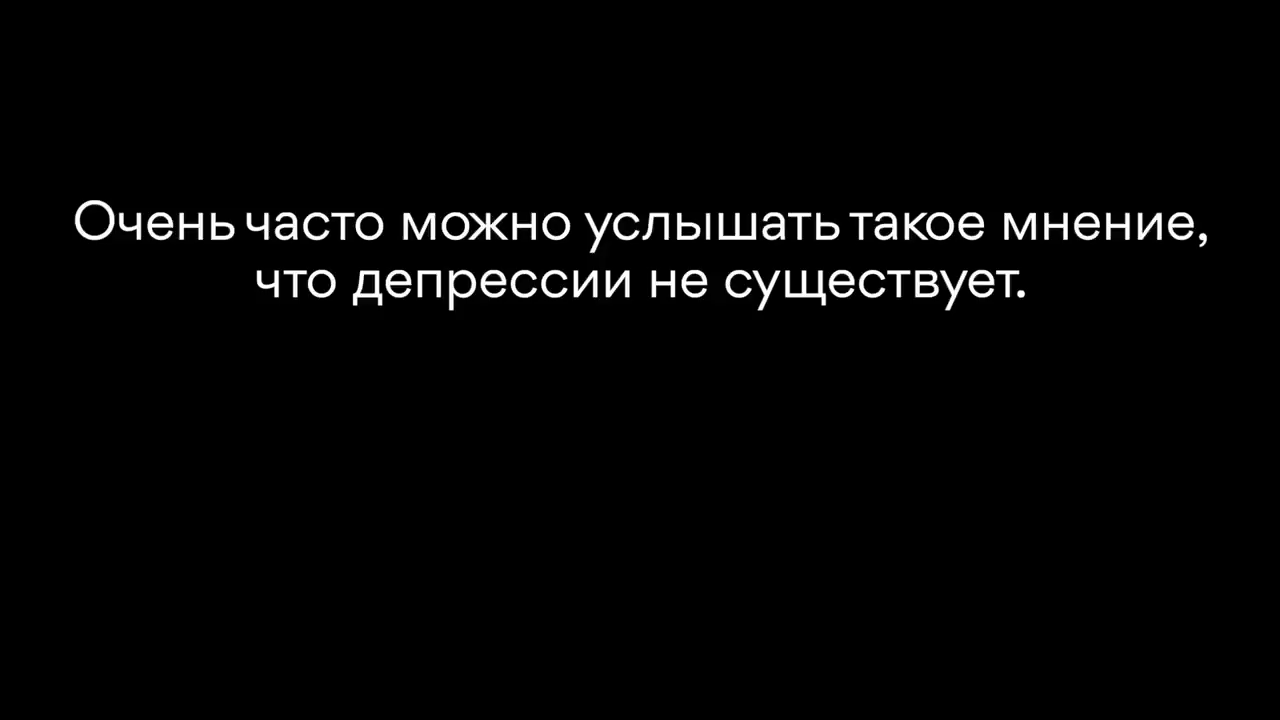 Очень часто можно услышать такое мнение,
что депрессии не существует.